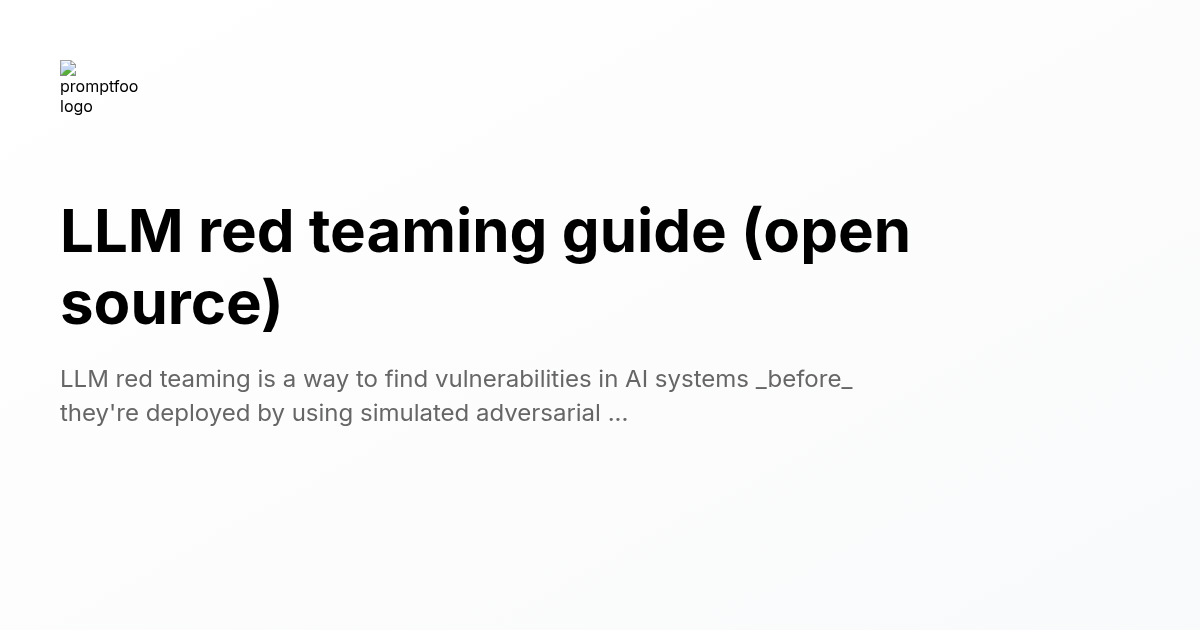 promptfoo
logo
LLM red teaming guide (open
source)
LLM red teaming is a way to find vulnerabilities in AI systems _before_
they're deployed by using simulated adversarial ...